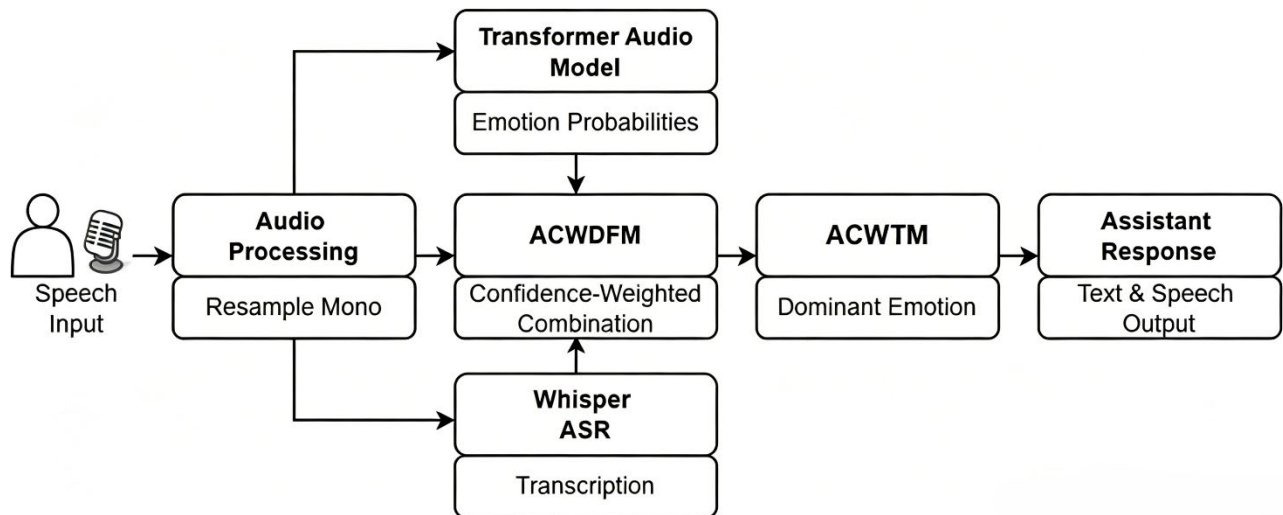 Transformer Audio
Model
Emotion Probabilities
Speech
Input
Audio
Processing
Resample Mono
ACWDFM
Confidence-Weighted
Combination
ACWTM
Dominant Emotion
Assistant
Response
Text & Speech
Output
Whisper
ASR
Transcription